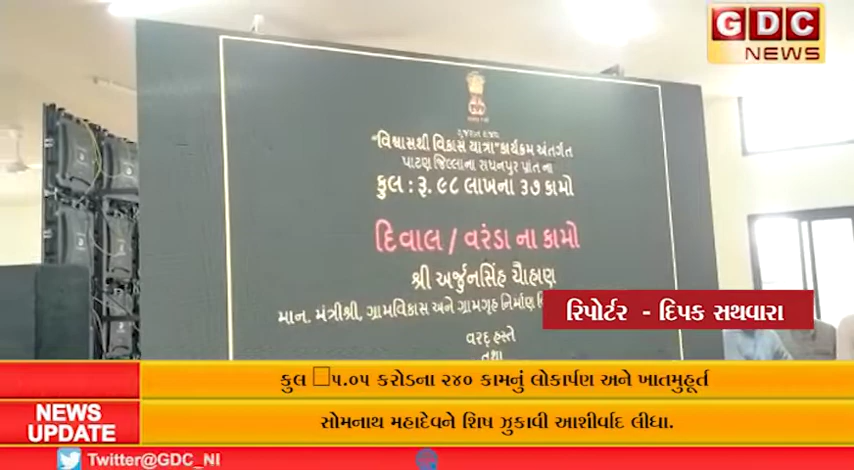 GDC
NEWS
ગુજરાત રાજ્ય
"વિશ્વાસથી વિકાસ યાત્રા" કાર્યક્રમ અંતર્ગત
પાટણ જિલ્લાના રાધનપુર પ્રાંત ના
કુલ : રૂ. ૯૮ લાખના ૩૭ કામો
દિવાલ / વરંડા ના કામો
શ્રી અર્જુનસિંહ ચૌહાણ
માન. મંત્રીશ્રી, ગ્રામવિકાસ અને ગ્રામગૃહ નિર્માણ
વરદ્ હસ્તે
તથા
રિપોર્ટર - દિપક સથવારા
કુલ ૫.૦૫ કરોડના ૨૪૦ કામનું લોકાર્પણ અને ખાતમુહૂર્ત
NEWS UPDATE
સોમનાથ મહાદેવને શિષ ઝુકાવી આશીર્વાદ લીધા.
Twitter@GDC_NI